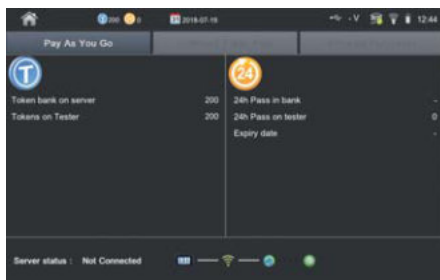 200 0 2018-07-18 -.-V 12:44
Pay As You Go
T
24
Token bank on server 200
Tokens on Tester 200
24h Pass in bank -
24h Pass on tester 0
Expiry date -
Server status : Not Connected